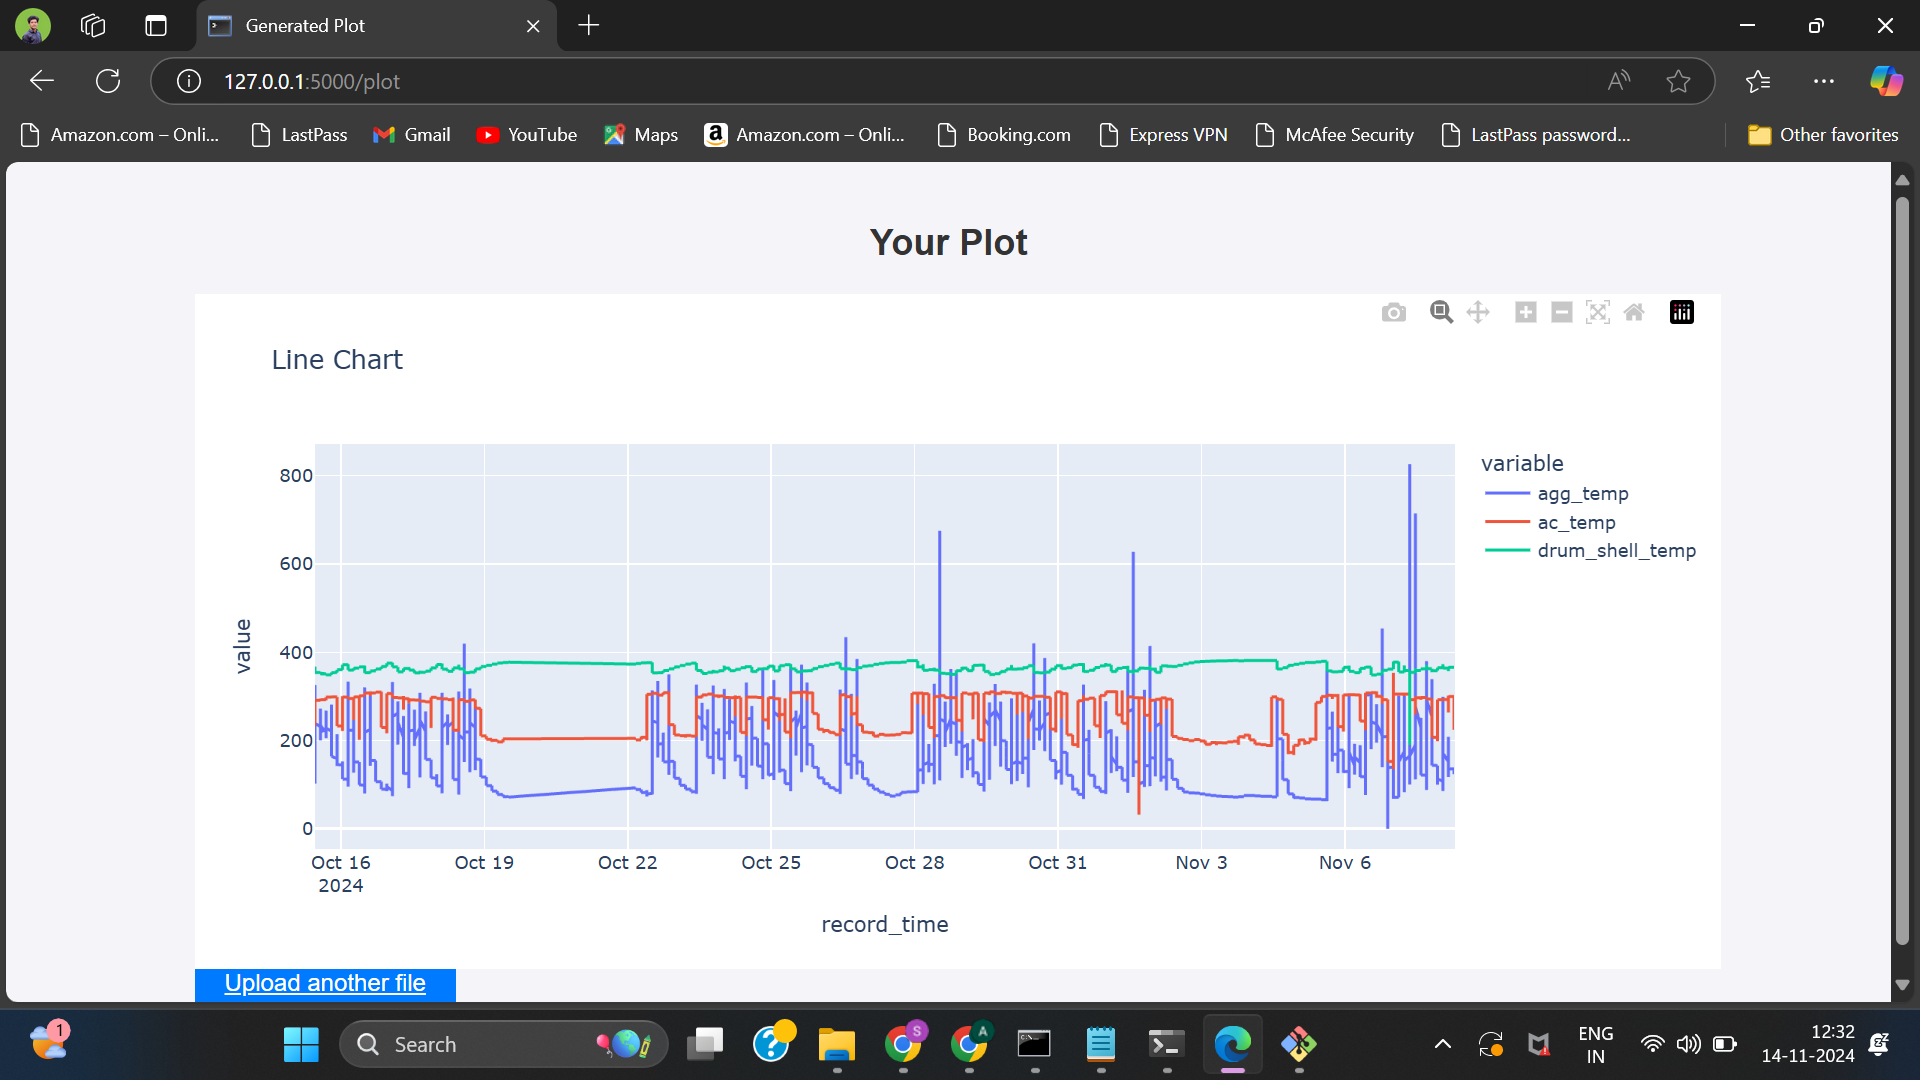 Generated Plot
127.0.0.1:5000/plot
Amazon.com – Onli...
LastPass
Gmail
YouTube
Maps
Amazon.com – Onli...
Booking.com
Express VPN
McAfee Security
LastPass password...
Other favorites
Your Plot
Line Chart
variable
agg_temp
ac_temp
drum_shell_temp
value
800
600
400
200
0
Oct 16
2024
Oct 19
Oct 22
Oct 25
Oct 28
Oct 31
Nov 3
Nov 6
record_time
Upload another file
1
Search
S
A
ENG
IN
12:32
14-11-2024